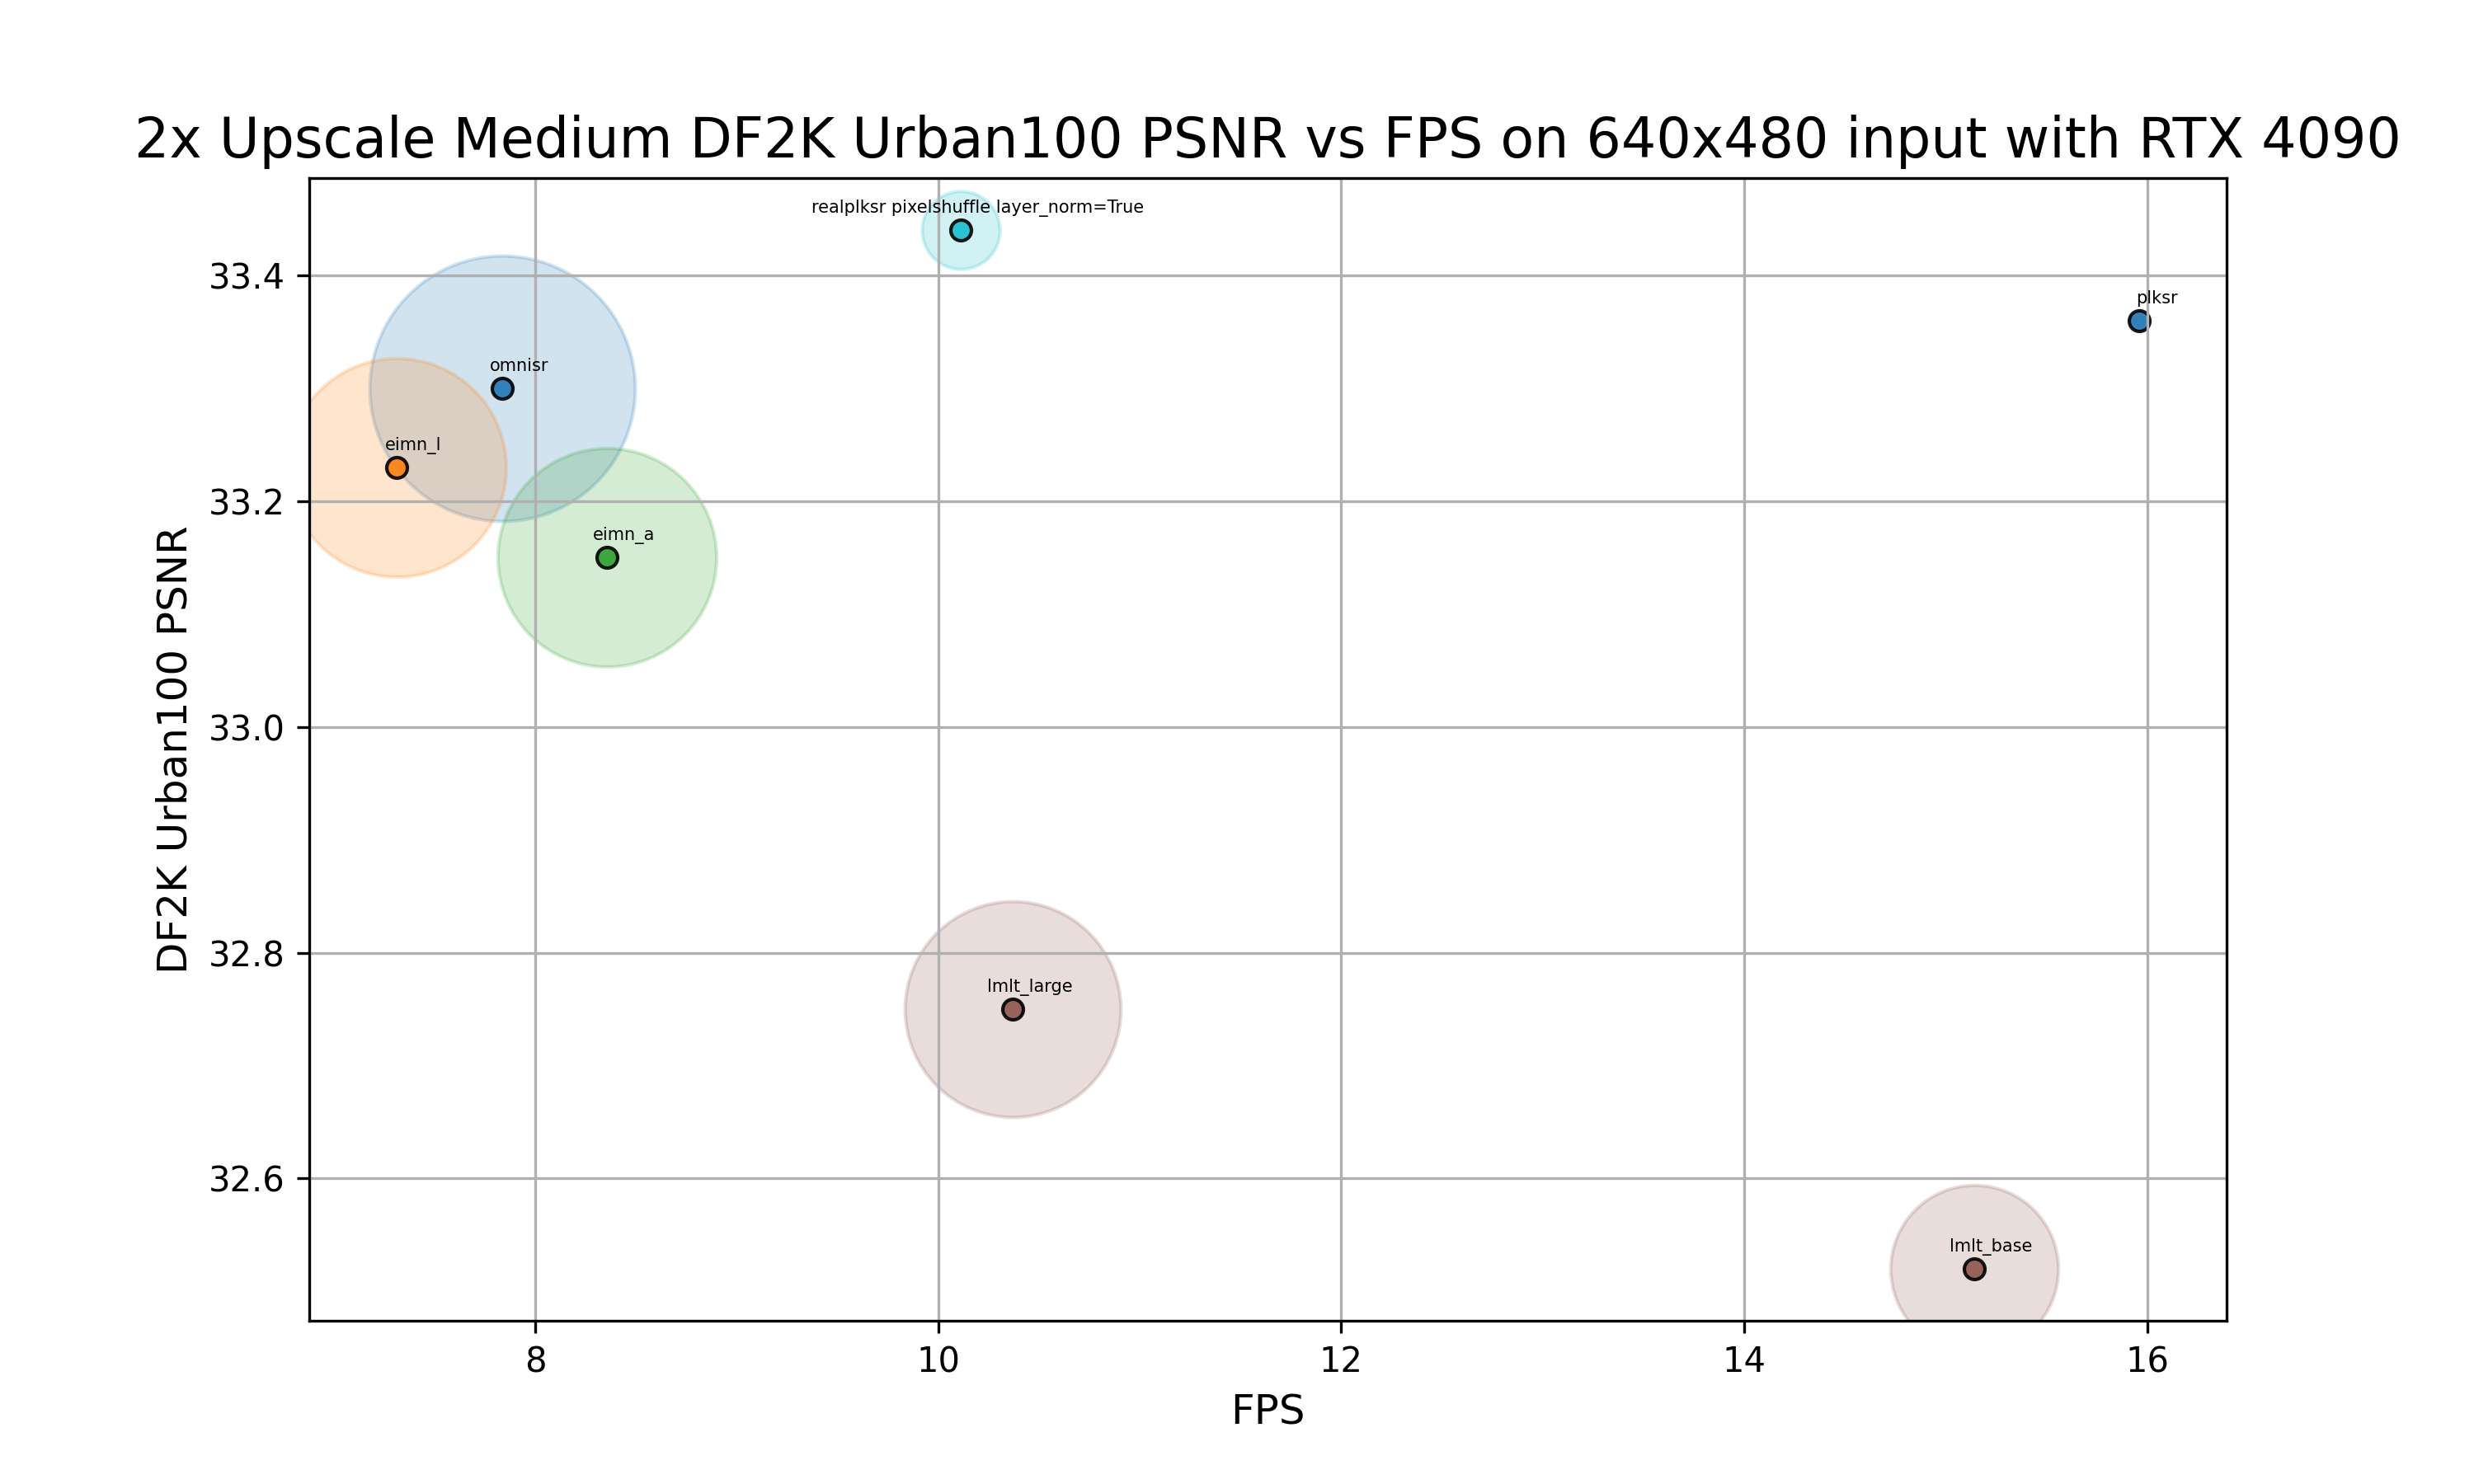 2x Upscale Medium DF2K Urban100 PSNR vs FPS on 640x480 input with RTX 4090
realplksr pixelshuffle layer_norm=True
33.4
plksr
omnisr
eimn_l
33.2
eimn_a
DF2K Urban100 PSNR
33.0
32.8
lmlt_large
32.6
lmlt_base
8
10
12
14
16
FPS